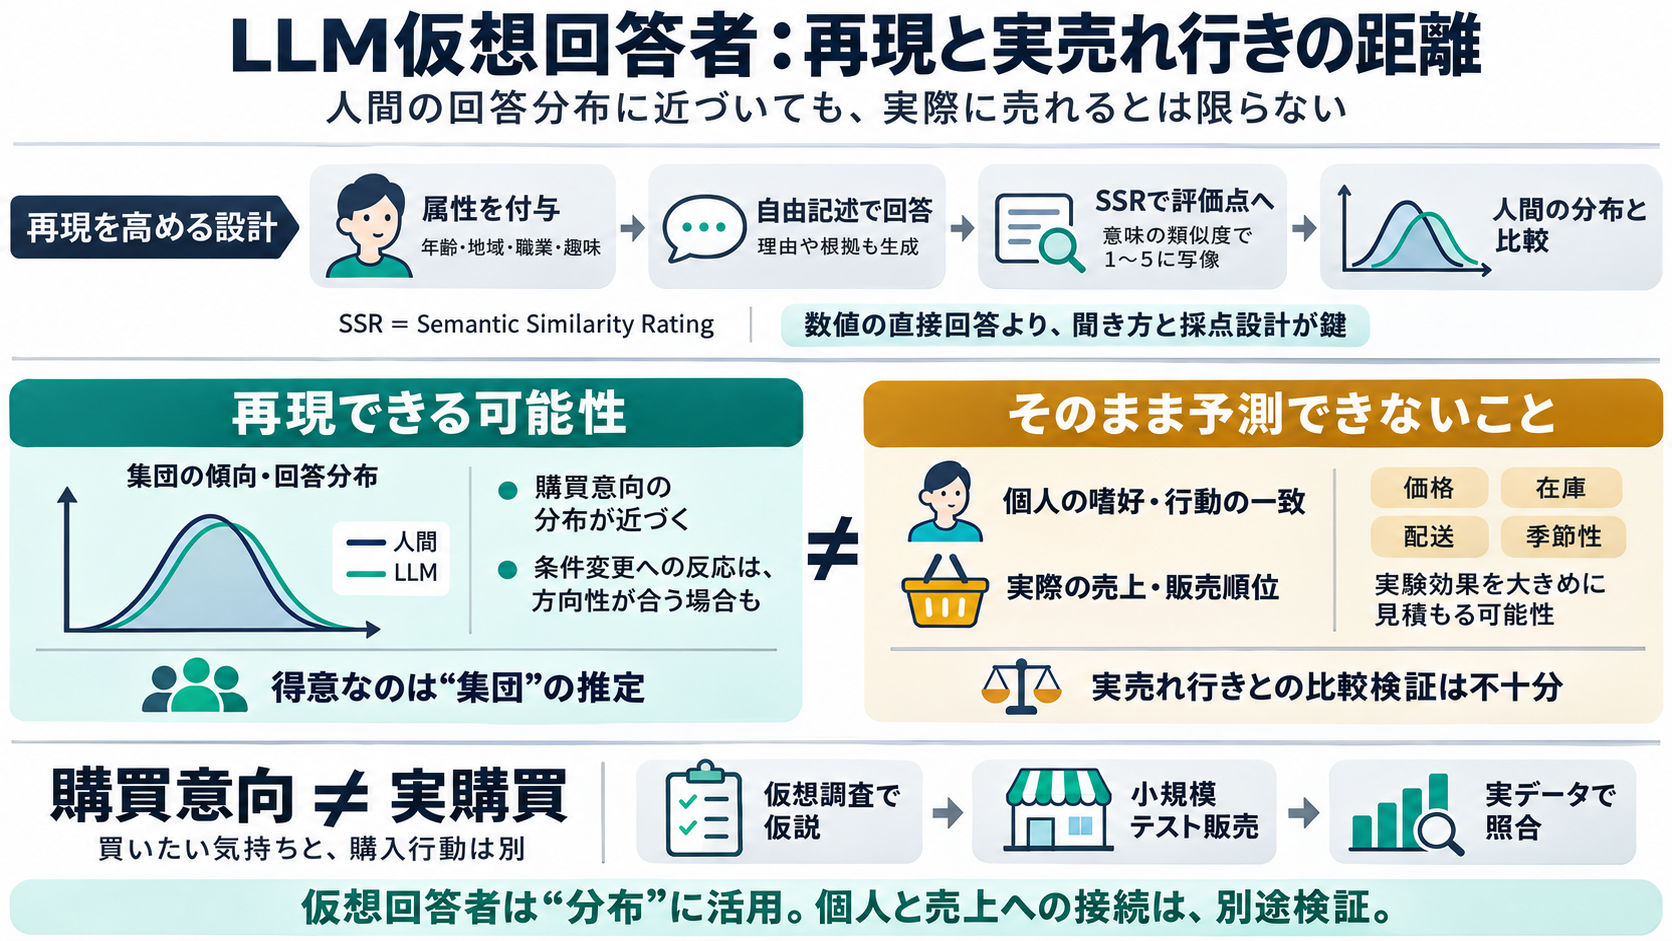 LLM仮想回答者：再現と実売れ行きの距離
人間の回答分布に近づいても、実際に売れるとは限らない
再現を高める設計
属性を付与
年齢・地域・職業・趣味
自由記述で回答
理由や根拠も生成
SSRで評価点へ
意味の類似度で
1〜5に写像
人間の分布と
比較
SSR = Semantic Similarity Rating
数値の直接回答より、聞き方と採点設計が鍵
再現できる可能性
集団の傾向・回答分布
人間
LLM
購買意向の
分布が近づく
条件変更への反応は、
方向性が合う場合も
得意なのは“集団”の推定
≠
そのまま予測できないこと
個人の嗜好・行動の一致
実際の売上・販売順位
価格
在庫
配送
季節性
実験効果を大きめに
見積もる可能性
実売れ行きとの比較検証は不十分
購買意向 ≠ 実購買
買いたい気持ちと、購入行動は別
仮想調査で
仮説
小規模
テスト販売
実データで
照合
仮想回答者は“分布”に活用。個人と売上への接続は、別途検証。